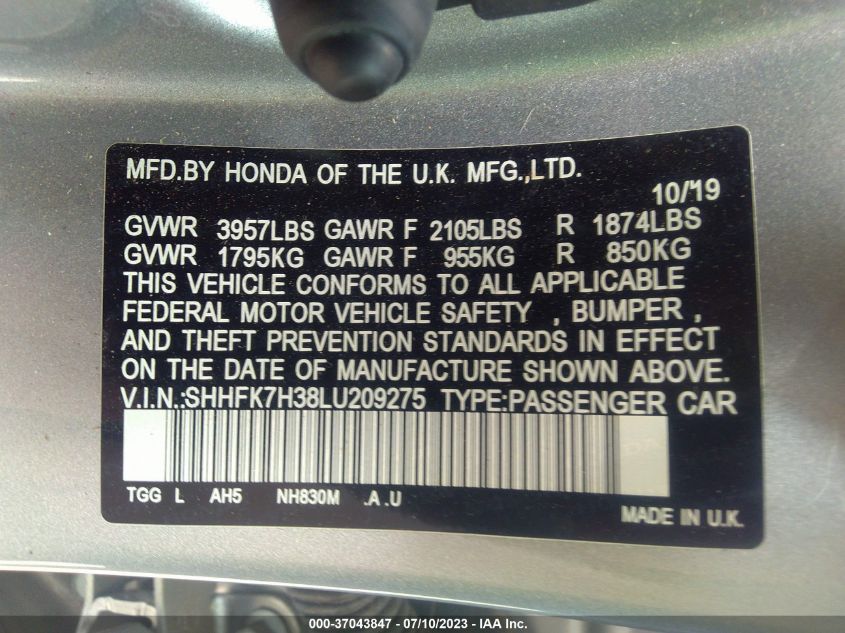 MFD.BY HONDA OF THE U.K. MFG.,LTD.
10/19
GVWR 3957LBS GAWR F 2105LBS R 1874LBS
GVWR 1795KG GAWR F 955KG R 850KG
THIS VEHICLE CONFORMS TO ALL APPLICABLE
FEDERAL MOTOR VEHICLE SAFETY , BUMPER ,
AND THEFT PREVENTION STANDARDS IN EFFECT
ON THE DATE OF MANUFACTURE SHOWN ABOVE.
V.I.N.:SHHFK7H38LU209275 TYPE:PASSENGER CAR
TGG L AH5 NH830M .A .U
MADE IN U.K.
000-37043847 - 07/10/2023 - IAA Inc.